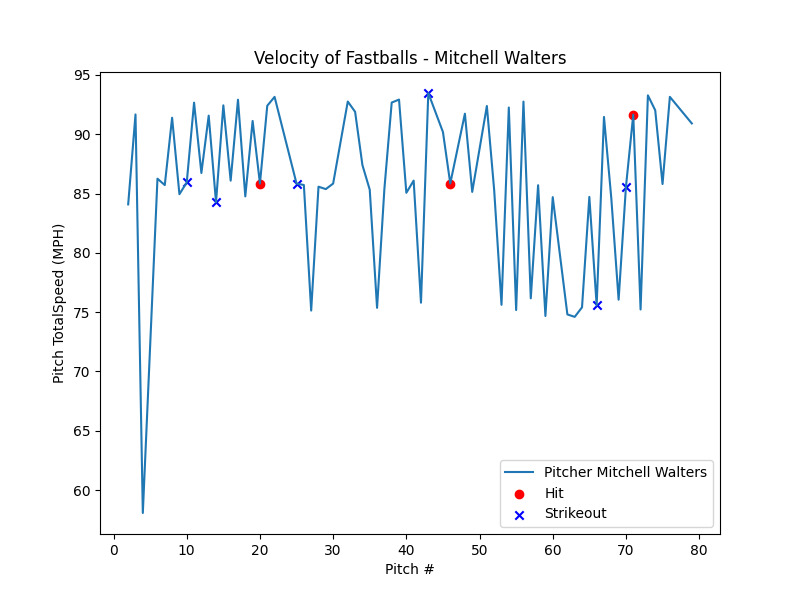 Velocity of Fastballs - Mitchell Walters
Pitch TotalSpeed (MPH)
95
90
85
80
75
70
65
60
0 10 20 30 40 50 60 70 80
Pitch #
Pitcher Mitchell Walters
Hit
Strikeout